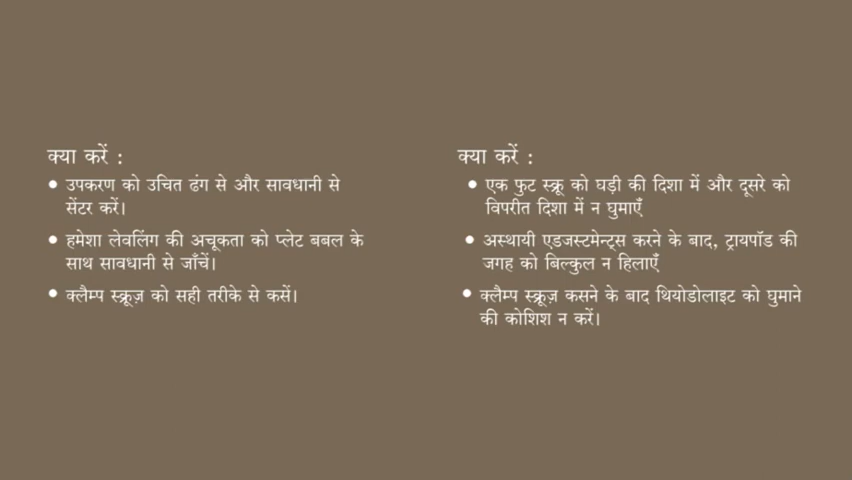 क्या करें :
• उपकरण को उचित ढंग से और सावधानी से
सेंटर करें।
• हमेशा लेवलिंग की अचूकता को प्लेट बबल के
साथ सावधानी से जाँचें।
• क्लैम्प स्क्रूज़ को सही तरीके से कसें।
क्या करें :
• एक फुट स्क्रू को घड़ी की दिशा में और दूसरे को
विपरीत दिशा में न घुमाएँ
• अस्थायी एडजस्टमेन्ट्स करने के बाद, ट्रायपॉड की
जगह को बिल्कुल न हिलाएँ
• क्लैम्प स्क्रूज़ कसने के बाद थियोडोलाइट को घुमाने
की कोशिश न करें।